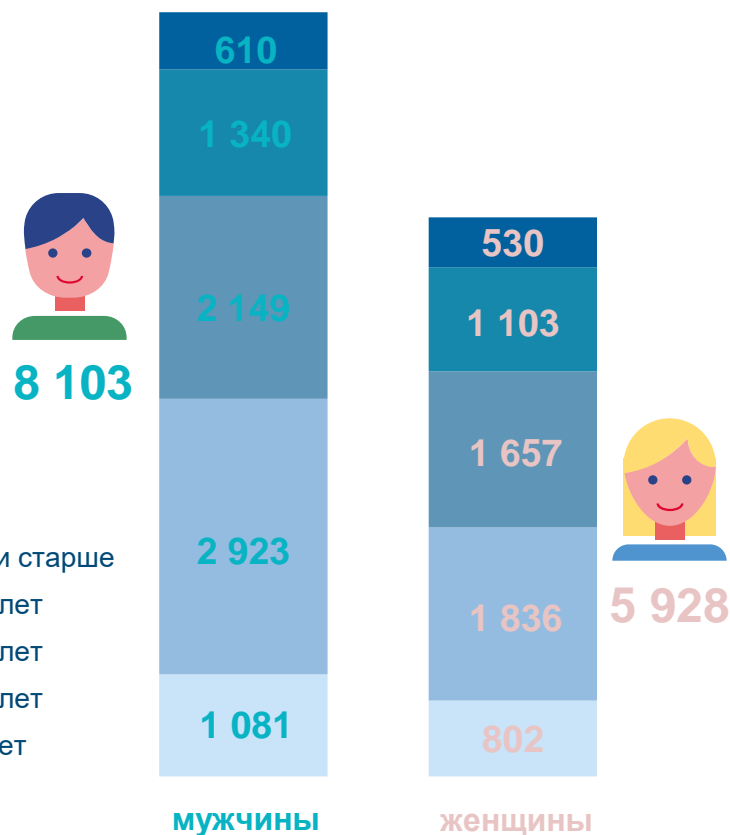 610
1 340
530
2 149
1 103
8 103
1 657
2 923
и старше
лет
1 836
5 928
лет
лет
1 081
802
ет
мужчины
женщины